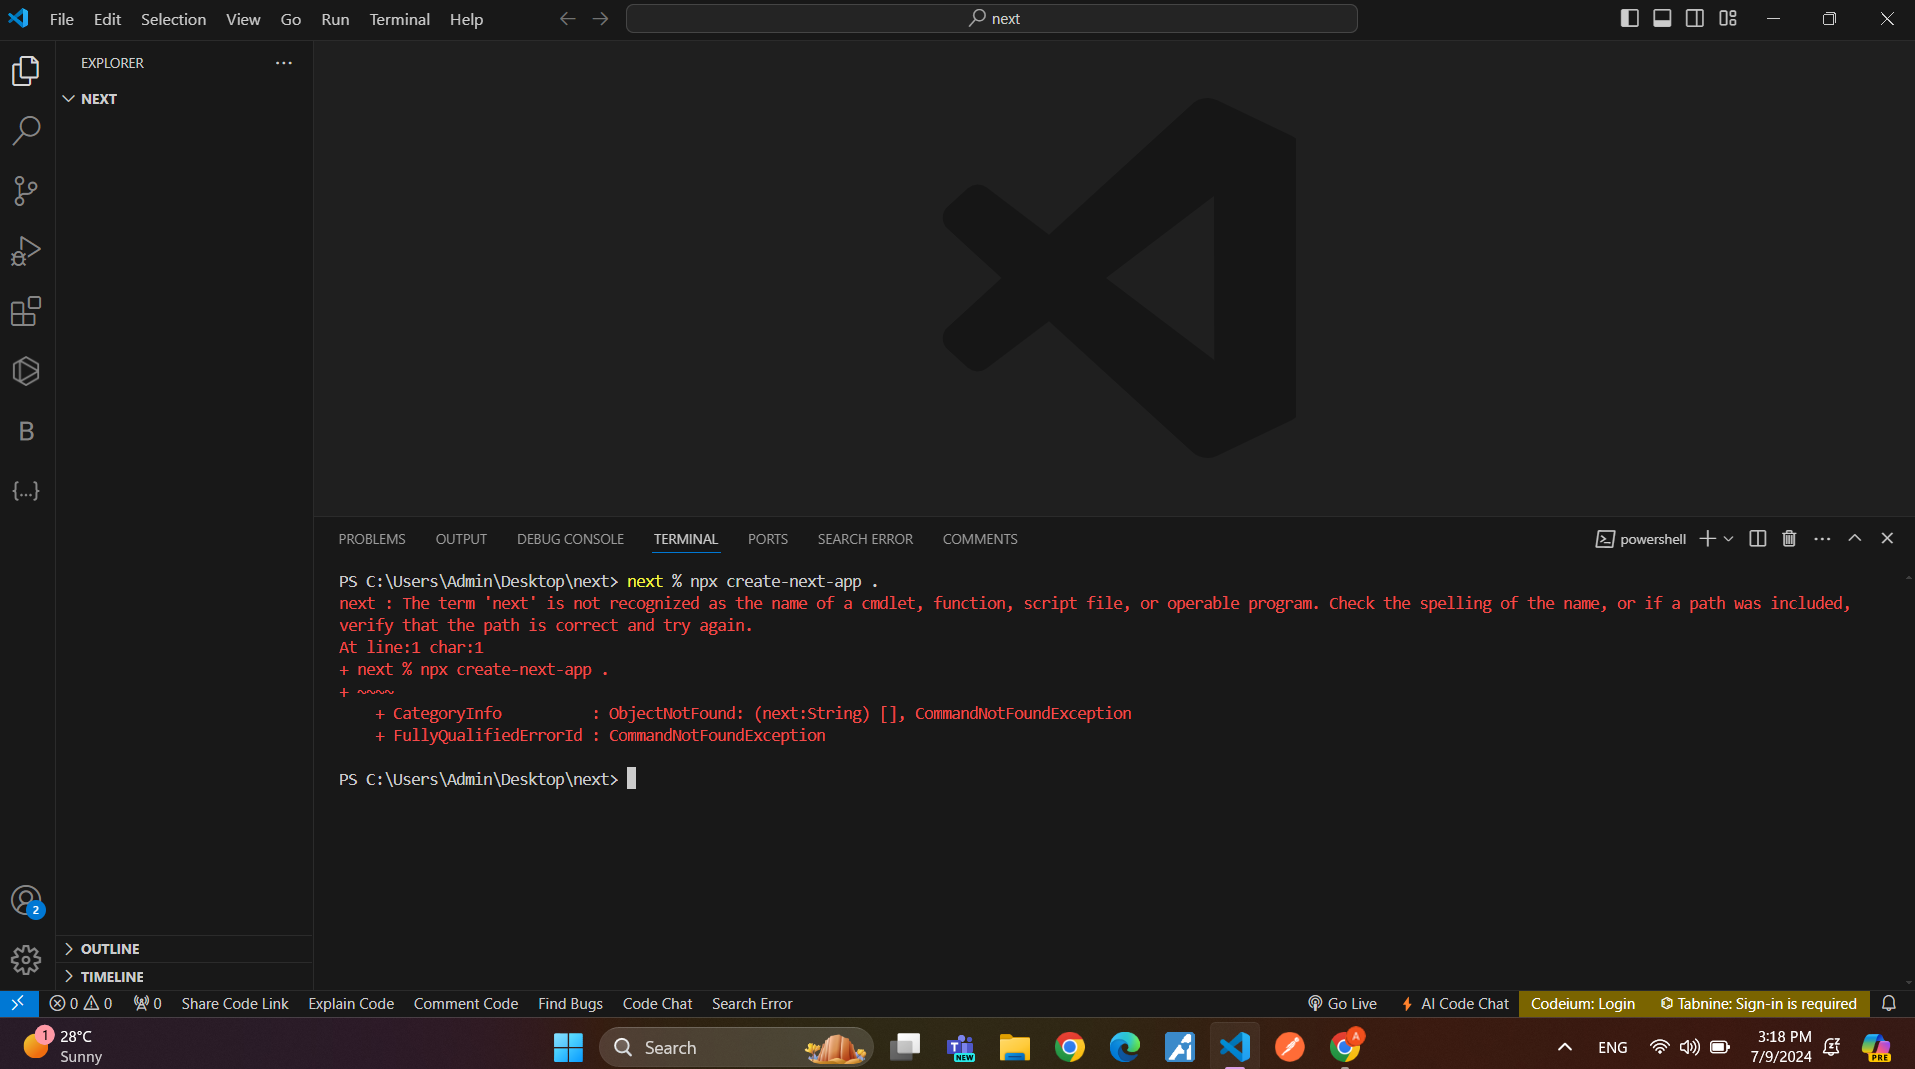 File Edit Selection View Go Run Terminal Help
next
EXPLORER
NEXT
B
{...}
PROBLEMS OUTPUT DEBUG CONSOLE TERMINAL PORTS SEARCH ERROR COMMENTS
powershell
PS C:\Users\Admin\Desktop\next> next % npx create-next-app .
next : The term 'next' is not recognized as the name of a cmdlet, function, script file, or operable program. Check the spelling of the name, or if a path was included,
verify that the path is correct and try again.
At line:1 char:1
+ next % npx create-next-app .
+ ~~~~
    + CategoryInfo          : ObjectNotFound: (next:String) [], CommandNotFoundException
    + FullyQualifiedErrorId : CommandNotFoundException
PS C:\Users\Admin\Desktop\next>
2
OUTLINE
TIMELINE
0 0 0 Share Code Link Explain Code Comment Code Find Bugs Code Chat Search Error Go Live AI Code Chat Codeium: Login Tabnine: Sign-in is required
1
28°C
Sunny
Search
T
NEW
A
ENG
3:18 PM
7/9/2024
PRE